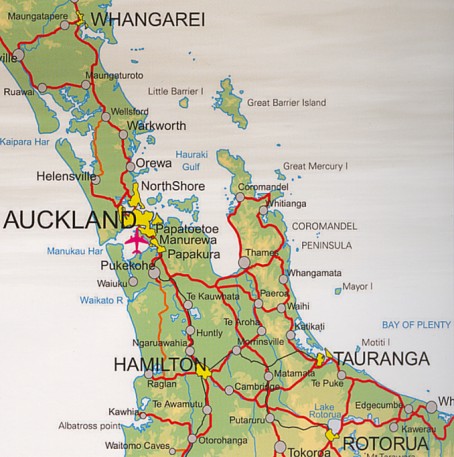 Maungatapere
WHANGAREI
ville
Ruawai
Maungeturoto
Little Barrier I
Great Barrier Island
Wellsford
Warkworth
Kaipara Har
Hauraki
Gulf
Orewa
Great Mercury I
Helensville
NorthShore
Coromandel
Whitianga
AUCKLAND
Papatoetoe
COROMANDEL
PENINSULA
Manurewa
Manukau Har
Papakura
Thames
Pukekohe
Whangamata
Waiuku
Mayor I
Waikato R
Te Kauwhata
Paeroa
Waihi
Te Aroha
BAY OF PLENTY
Huntly
Katikati
Ngaruawahia
Morrinsville
Motiti I
HAMILTON
TAURANGA
Matamata
Te Puke
Raglan
Cambridge
Te Awamutu
Lake
Rotorua
Edgecumbe
Wh
Kawhia
Putaruru
Kawerau
Albatross point
Otorohanga
ROTORUA
Waitomo Caves
Tokoroa
Mt Tarawera